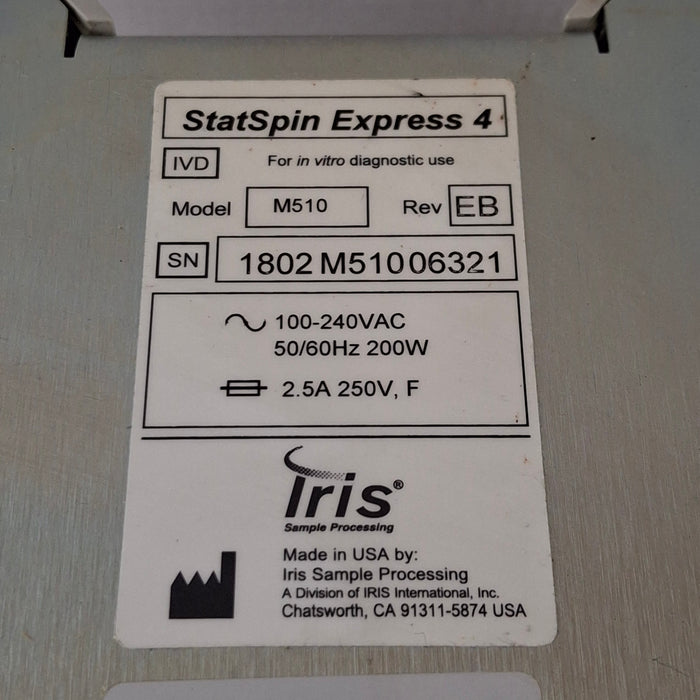 StatSpin Express 4
IVD For in vitro diagnostic use
Model M510 Rev EB
SN 1802 M51006321
100-240VAC
50/60Hz 200W
2.5A 250V, F
Iris®
Sample Processing
Made in USA by:
Iris Sample Processing
A Division of IRIS International, Inc.
Chatsworth, CA 91311-5874 USA